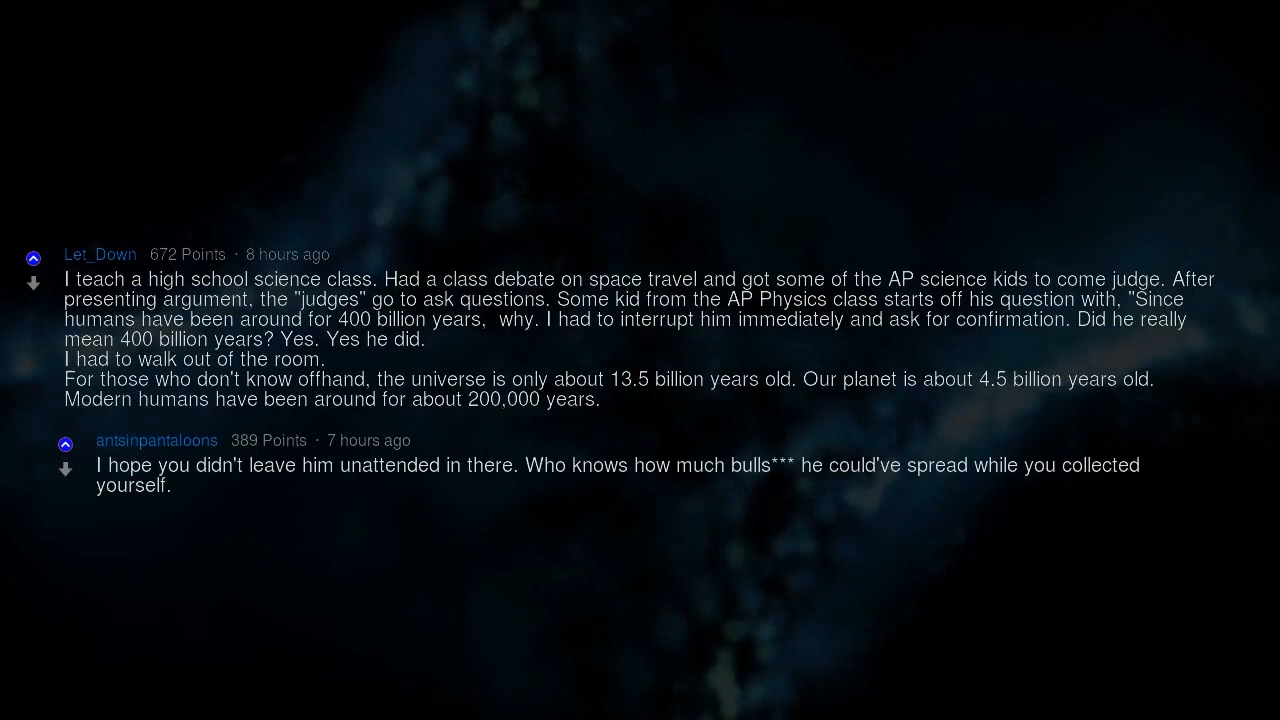 Let_Down 672 Points · 8 hours ago
I teach a high school science class. Had a class debate on space travel and got some of the AP science kids to come judge. After
presenting argument, the "judges" go to ask questions. Some kid from the AP Physics class starts off his question with, "Since
humans have been around for 400 billion years,  why. I had to interrupt him immediately and ask for confirmation. Did he really
mean 400 billion years? Yes. Yes he did.
I had to walk out of the room.
For those who don't know offhand, the universe is only about 13.5 billion years old. Our planet is about 4.5 billion years old.
Modern humans have been around for about 200,000 years.
antsinpantaloons 389 Points · 7 hours ago
I hope you didn't leave him unattended in there. Who knows how much bulls*** he could've spread while you collected
yourself.